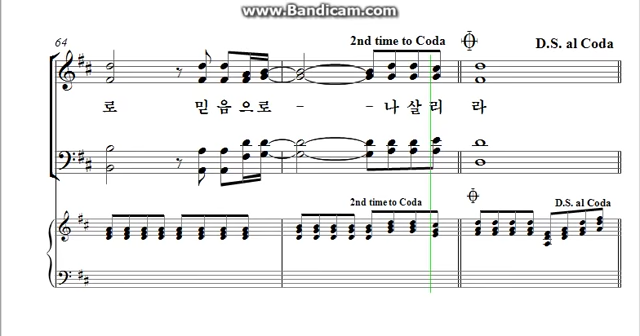 www.Bandicam.com
64
2nd time to Coda D.S. al Coda
로 믿음으로 - - 나살리 라
2nd time to Coda D.S. al Coda